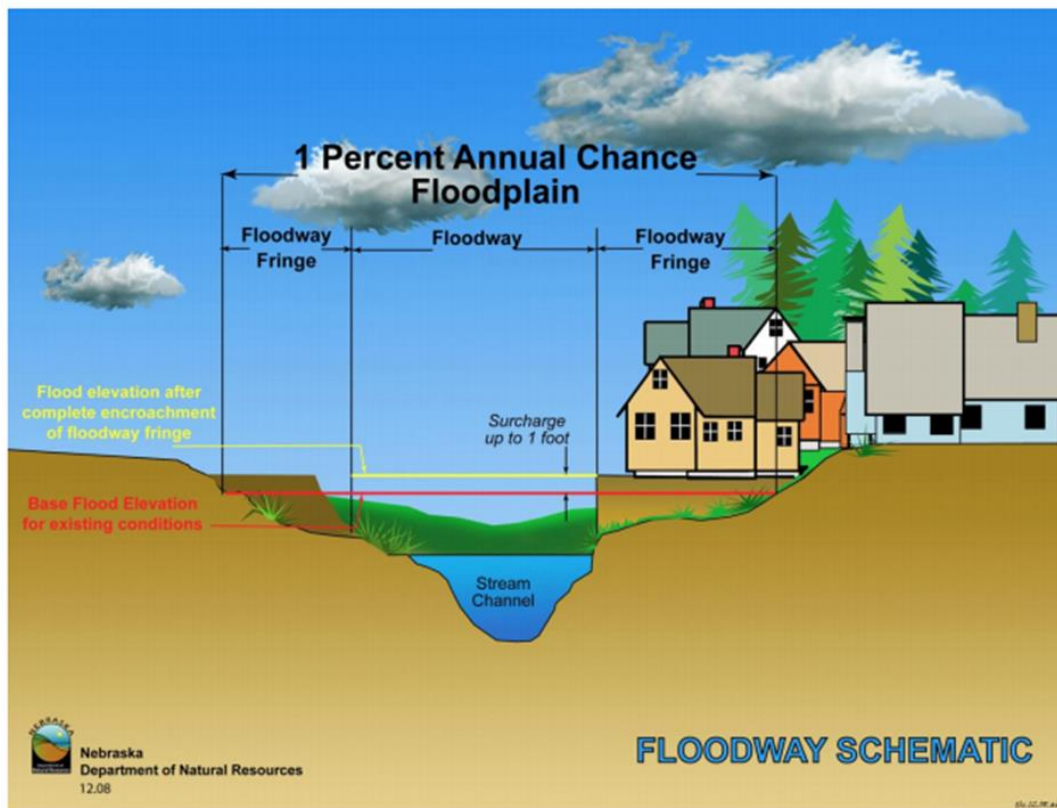 1 Percent Annual Chance
Floodplain
Floodway
Fringe
Floodway
Floodway
Fringe
Flood elevation after
complete encroachment
of floodway fringe
Surcharge
up to 1 foot
Base Flood Elevation
for existing conditions
Stream
Channel
NEBRASKA
Nebraska
Department of Natural Resources
12.08
FLOODWAY SCHEMATIC